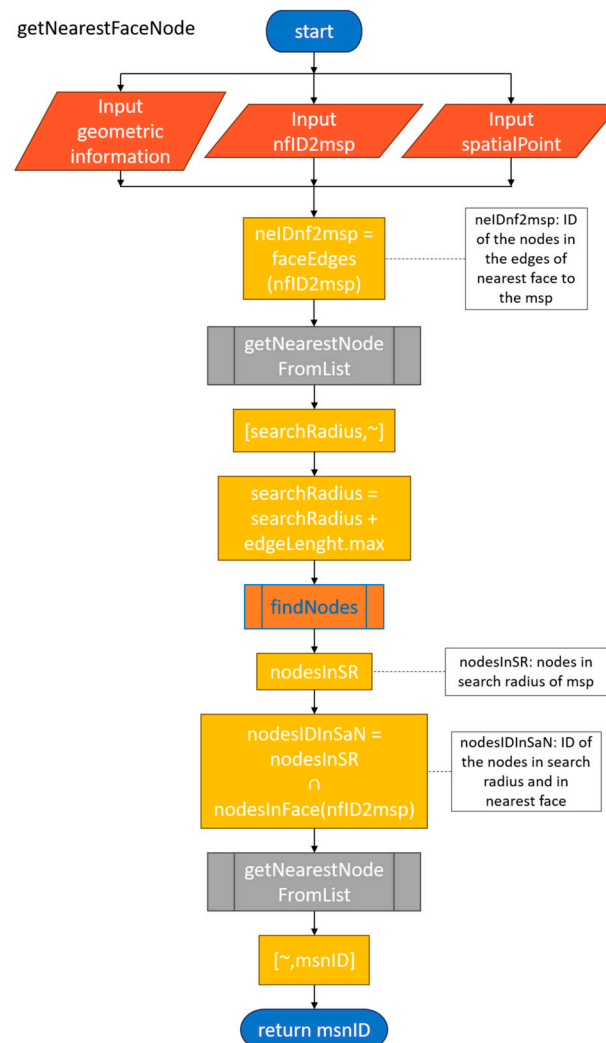 getNearestFaceNode
start
Input
geometric
information
Input
nfID2msp
Input
spatialPoint
neIDnf2msp =
faceEdges
(nfID2msp)
neIDnf2msp: ID
of the nodes in
the edges of
nearest face to
the msp
getNearestNode
FromList
[searchRadius,~]
searchRadius =
searchRadius +
edgeLenght.max
findNodes
nodesInSR
nodesInSR: nodes in
search radius of msp
nodesIDInSaN =
nodesInSR
∩
nodesInFace(nfID2msp)
nodesIDInSaN: ID of
the nodes in search
radius and in
nearest face
getNearestNode
FromList
[~,msnID]
return msnID